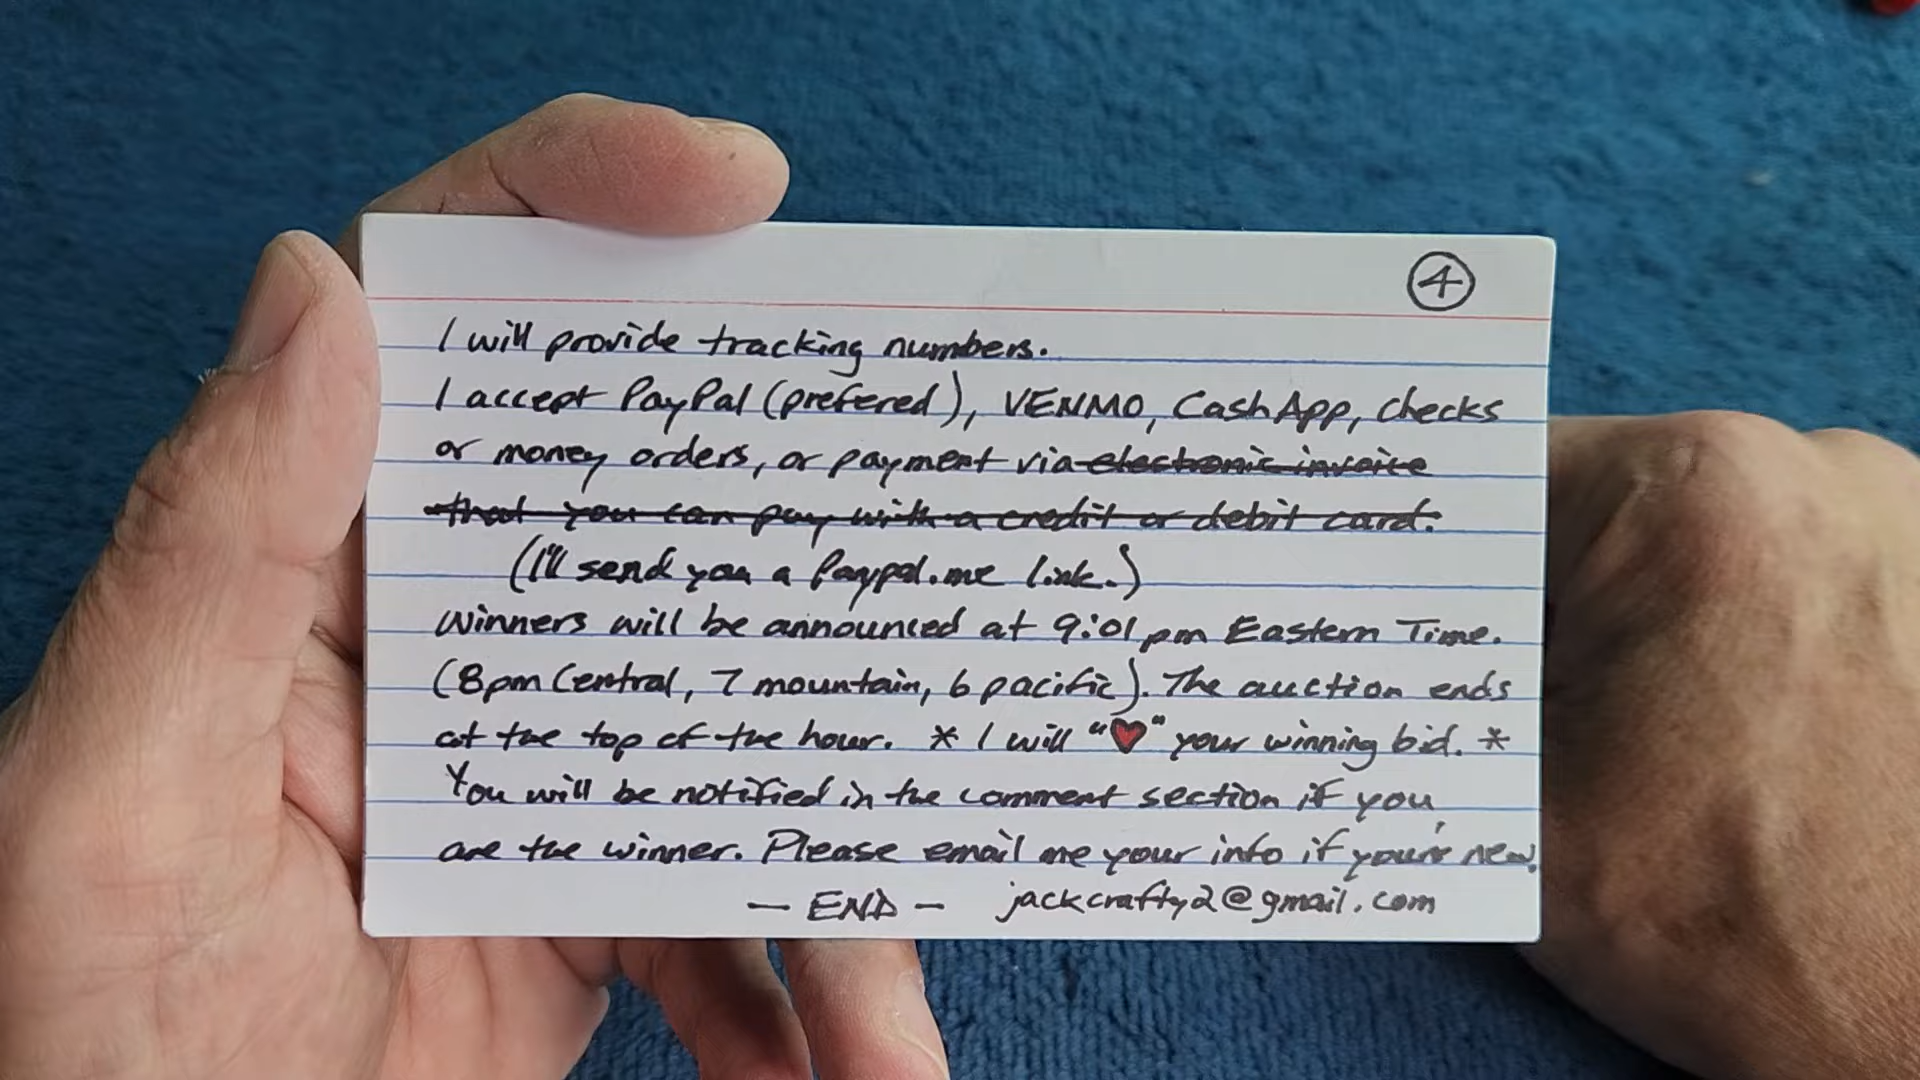 4
I will provide tracking numbers.
I accept PayPal (prefered), VENMO, Cash App, checks
or money orders, or payment via electronic invoice
that you can pay with a credit or debit card.
(I'll send you a Paypal.me link.)
Winners will be announced at 9:01 pm Eastern Time.
(8pm Central, 7 mountain, 6 pacific). The auction ends
at the top of the hour. * I will "❤" your winning bid. *
You will be notified in the comment section if you
are the winner. Please email me your info if you're new.
— END — jackcrafty2@gmail.com